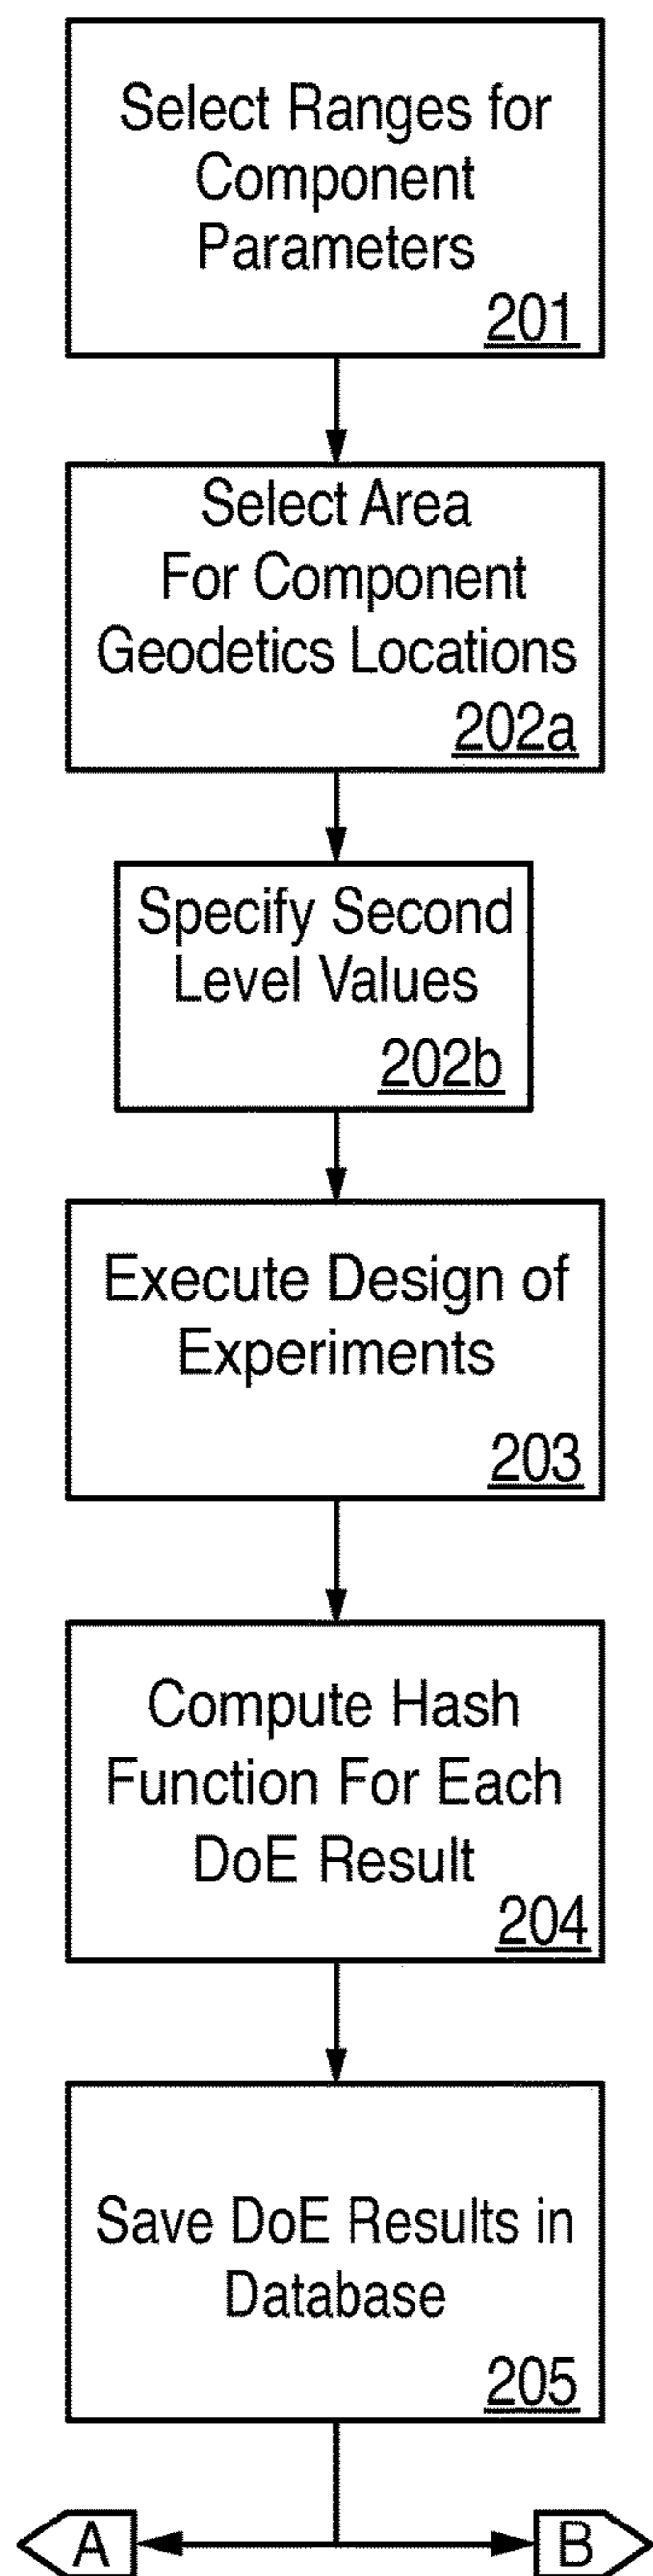 Select Ranges for
Component
Parameters
201
Select Area
For Component
Geodetics Locations
202a
Specify Second
Level Values
202b
Execute Design of
Experiments
203
Compute Hash
Function For Each
DoE Result
204
Save DoE Results in
Database
205
A B